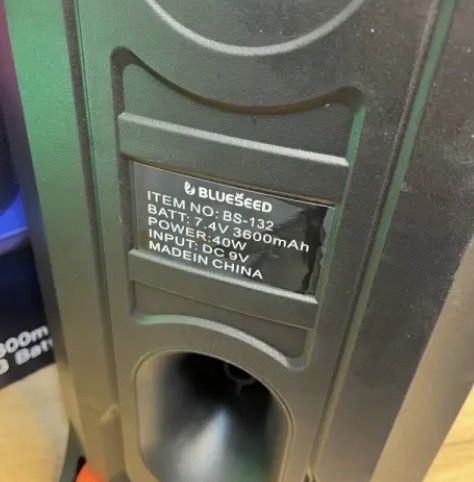 BLUESEED
ITEM NO: BS-132
BATT: 7.4V 3600mAh
POWER:40W
INPUT: DC 9V
MADEIN CHINA